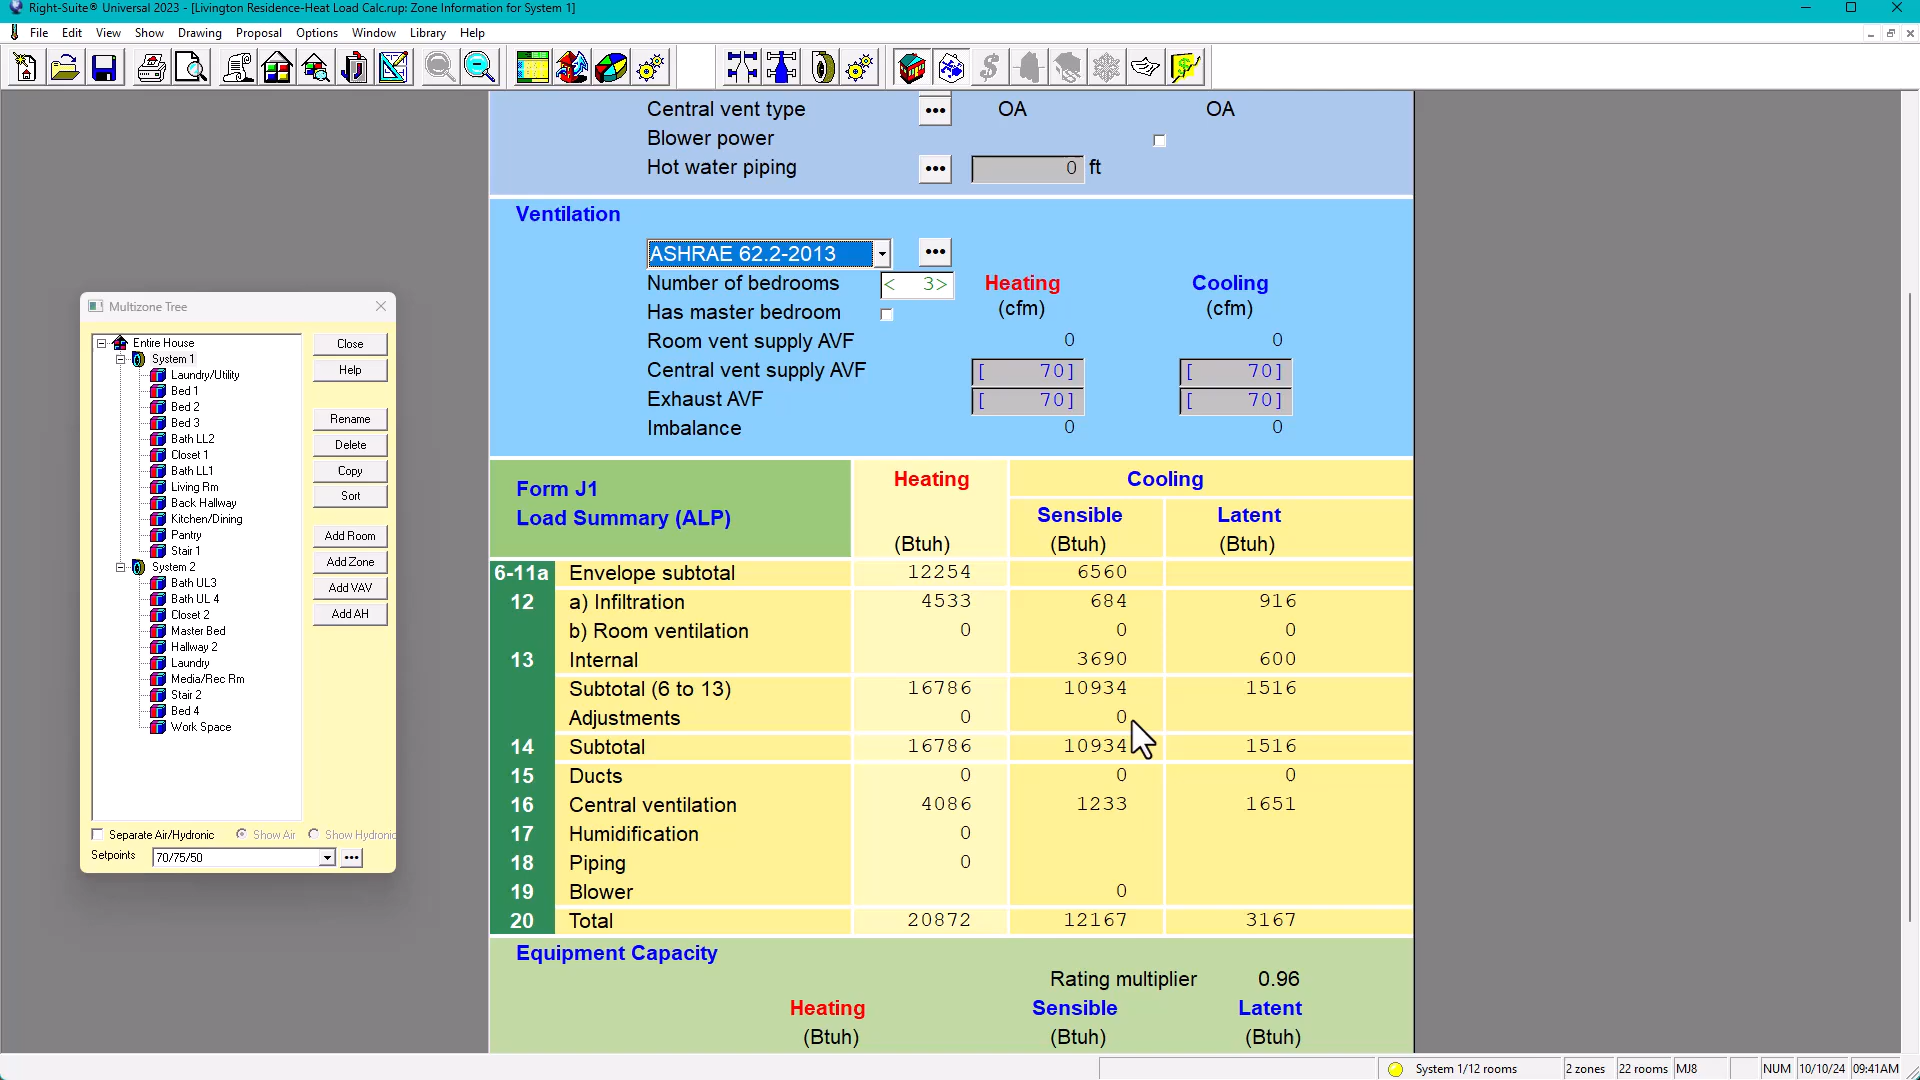 Right-Suite® Universal 2023 - [Livington Residence-Heat Load Calc.rup: Zone Information for System 1]
File Edit View Show Drawing Proposal Options Window Library Help
Central vent type ••• OA OA
Blower power
Hot water piping ••• 0 ft
Ventilation
ASHRAE 62.2-2013 •••
Number of bedrooms < 3> Heating Cooling
Has master bedroom (cfm) (cfm)
Room vent supply AVF 0 0
Central vent supply AVF [ 70] [ 70]
Exhaust AVF [ 70] [ 70]
Imbalance 0 0
Form J1
Load Summary (ALP)
Heating Cooling
Sensible Latent
(Btuh) (Btuh) (Btuh)
6-11a Envelope subtotal 12254 6560
12 a) Infiltration 4533 684 916
b) Room ventilation 0 0 0
13 Internal 3690 600
Subtotal (6 to 13) 16786 10934 1516
Adjustments 0 0
14 Subtotal 16786 10934 1516
15 Ducts 0 0 0
16 Central ventilation 4086 1233 1651
17 Humidification 0
18 Piping 0
19 Blower 0
20 Total 20872 12167 3167
Equipment Capacity
Rating multiplier 0.96
Heating Sensible Latent
(Btuh) (Btuh) (Btuh)
Multizone Tree
Entire House
System 1
Laundry/Utility
Bed 1
Bed 2
Bed 3
Bath LL2
Closet 1
Bath LL1
Living Rm
Back Hallway
Kitchen/Dining
Pantry
Stair 1
System 2
Bath UL3
Bath UL 4
Closet 2
Master Bed
Hallway 2
Laundry
Media/Rec Rm
Stair 2
Bed 4
Work Space
Close
Help
Rename
Delete
Copy
Sort
Add Room
Add Zone
Add VAV
Add AH
Separate Air/Hydronic Show Air Show Hydronic
Setpoints 70/75/50 •••
System 1/12 rooms 2 zones 22 rooms MJ8 NUM 10/10/24 09:41AM